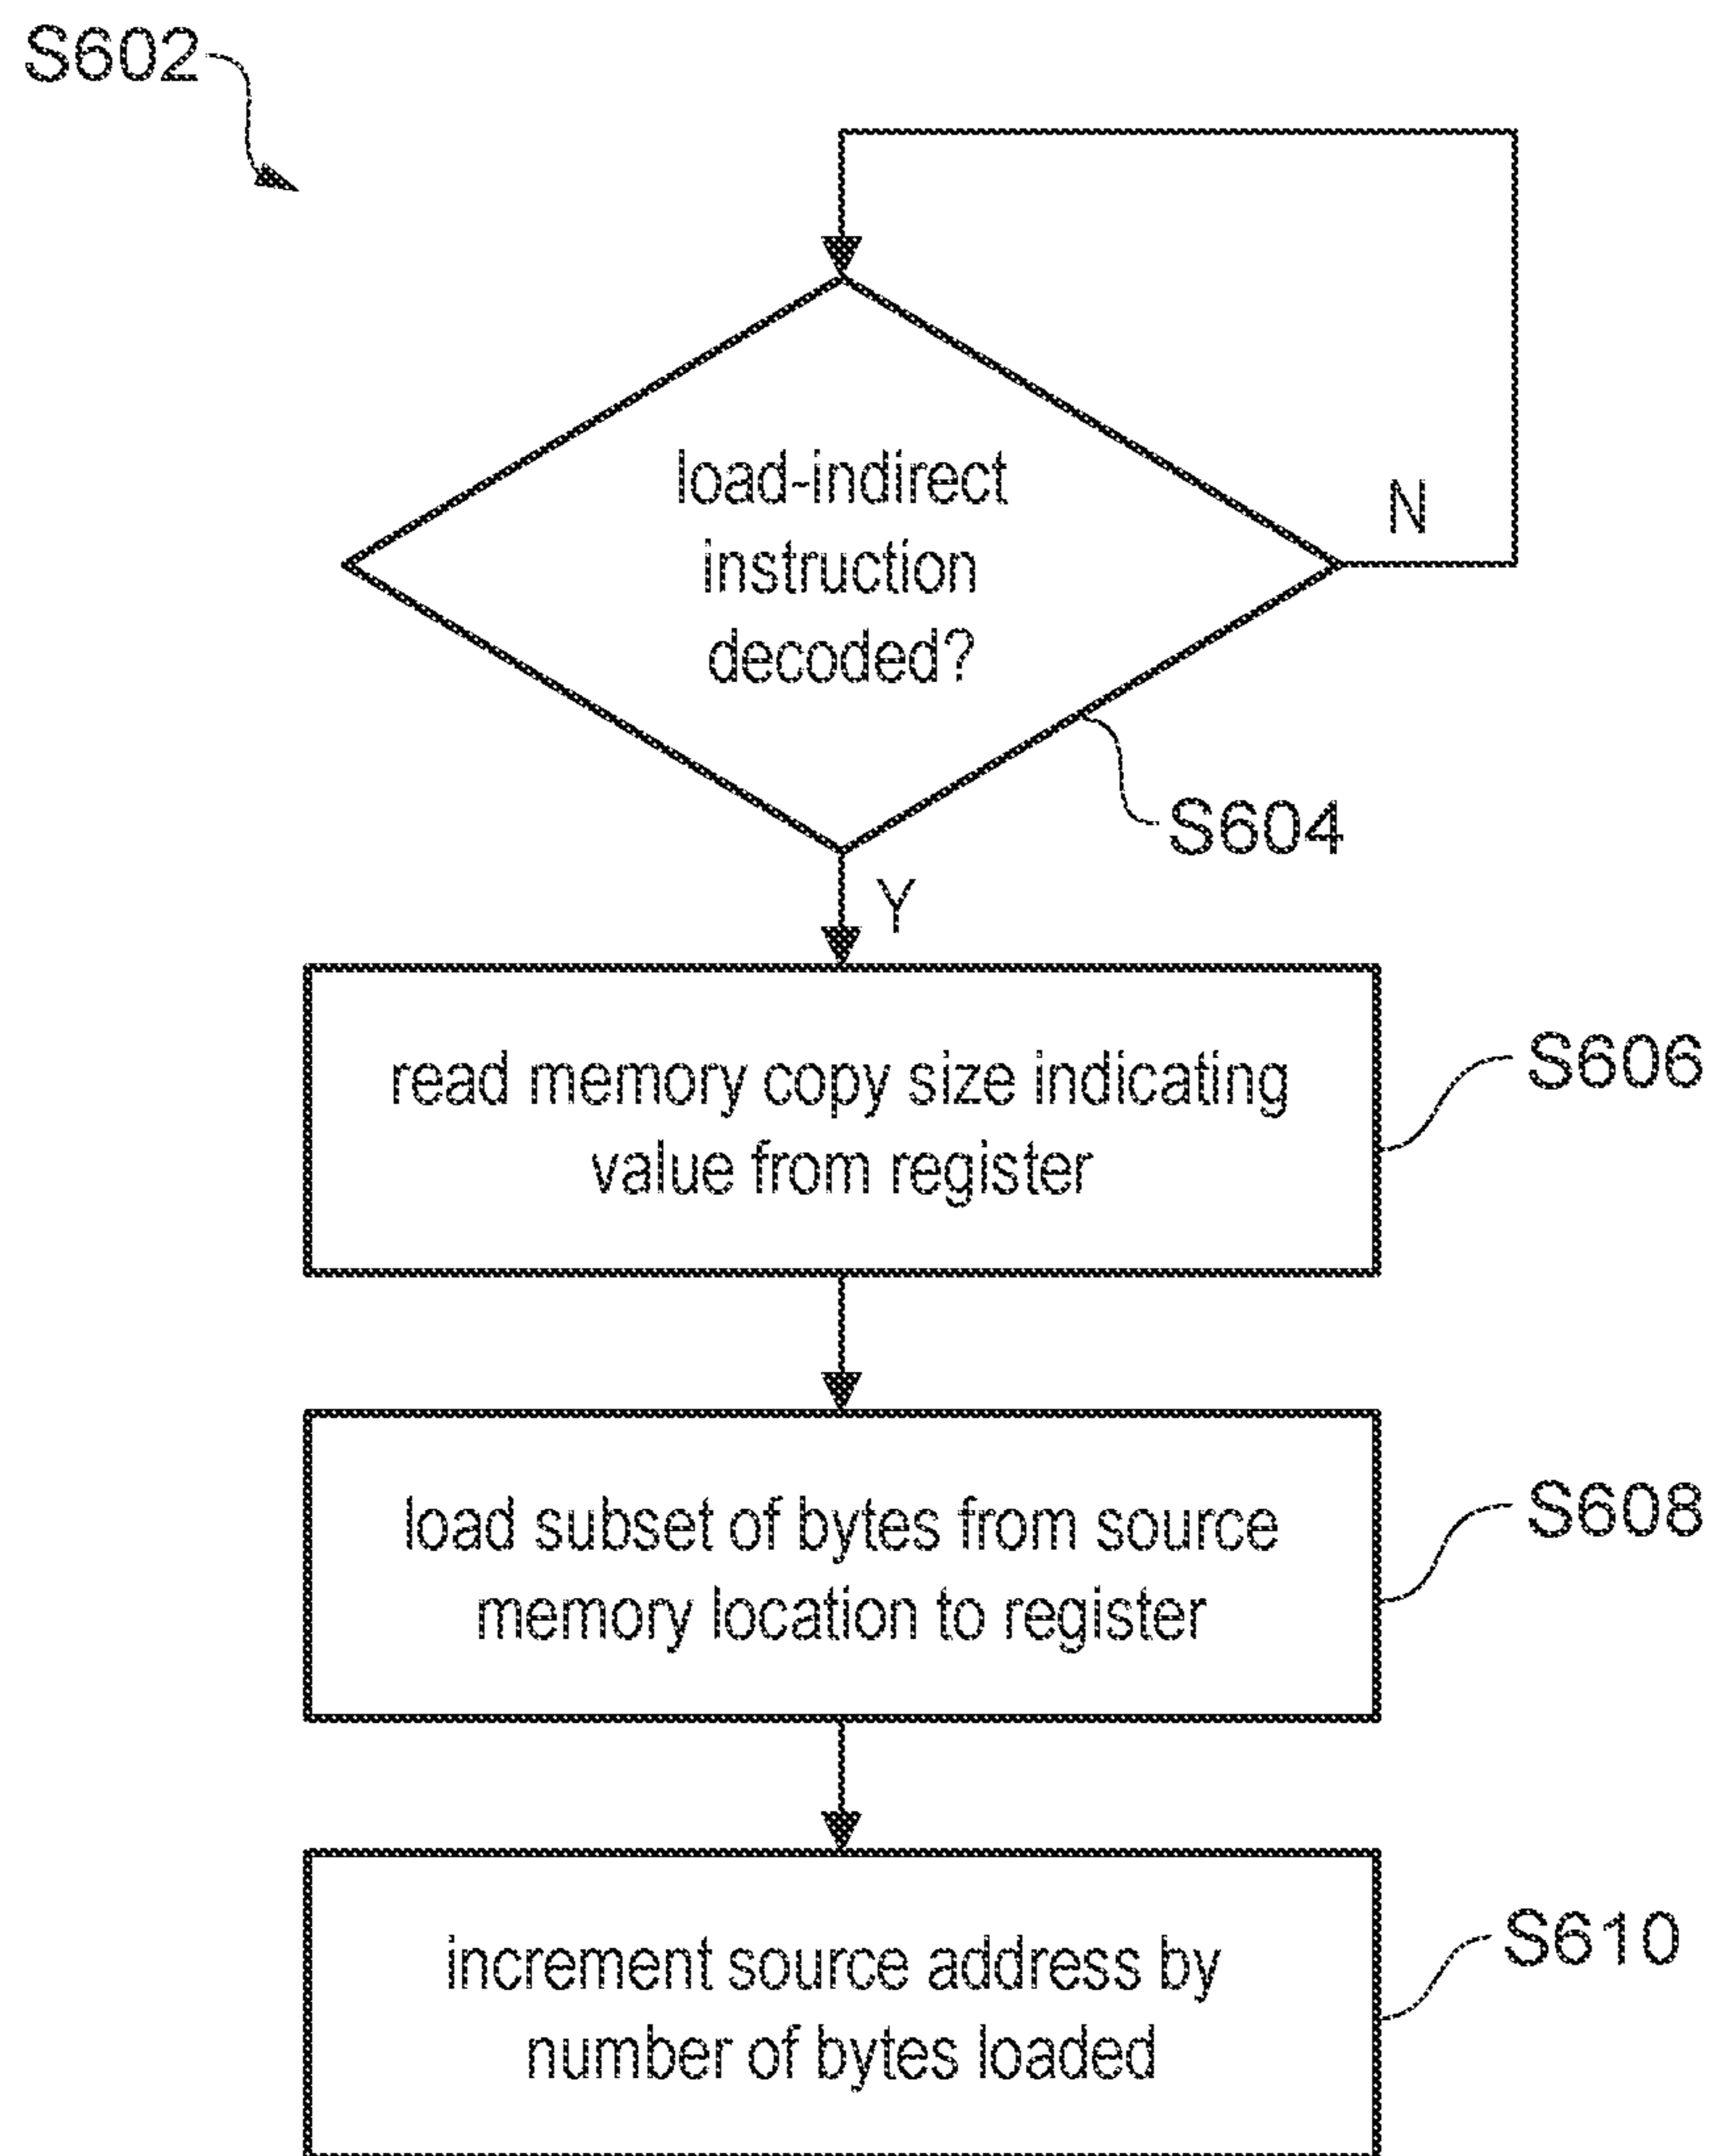 S602
load-indirect
instruction
decoded?
N
S604
Y
read memory copy size indicating
value from register
S606
load subset of bytes from source
memory location to register
S608
increment source address by
number of bytes loaded
S610